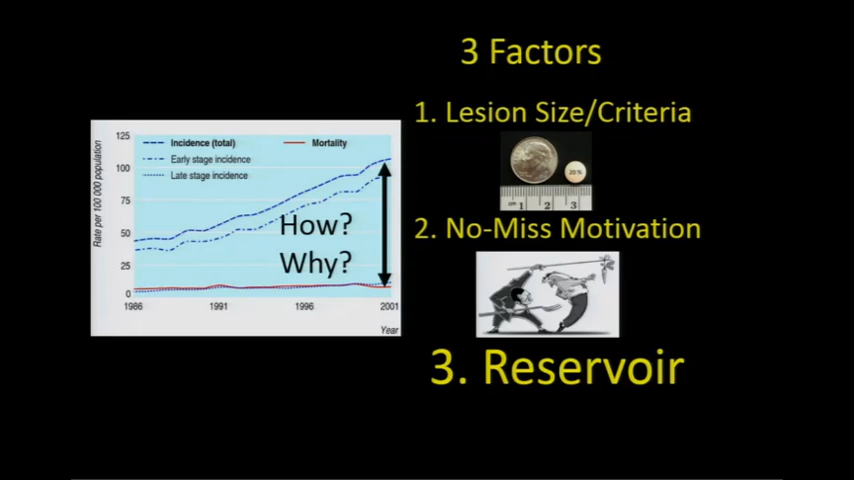 3 Factors
1. Lesion Size/Criteria
20%
cm 1 2 3
2. No-Miss Motivation
3. Reservoir
Rate per 100 000 population
125
100
75
50
25
0
Incidence (total)
Mortality
Early stage incidence
Late stage incidence
How?
Why?
1986 1991 1996 2001
Year